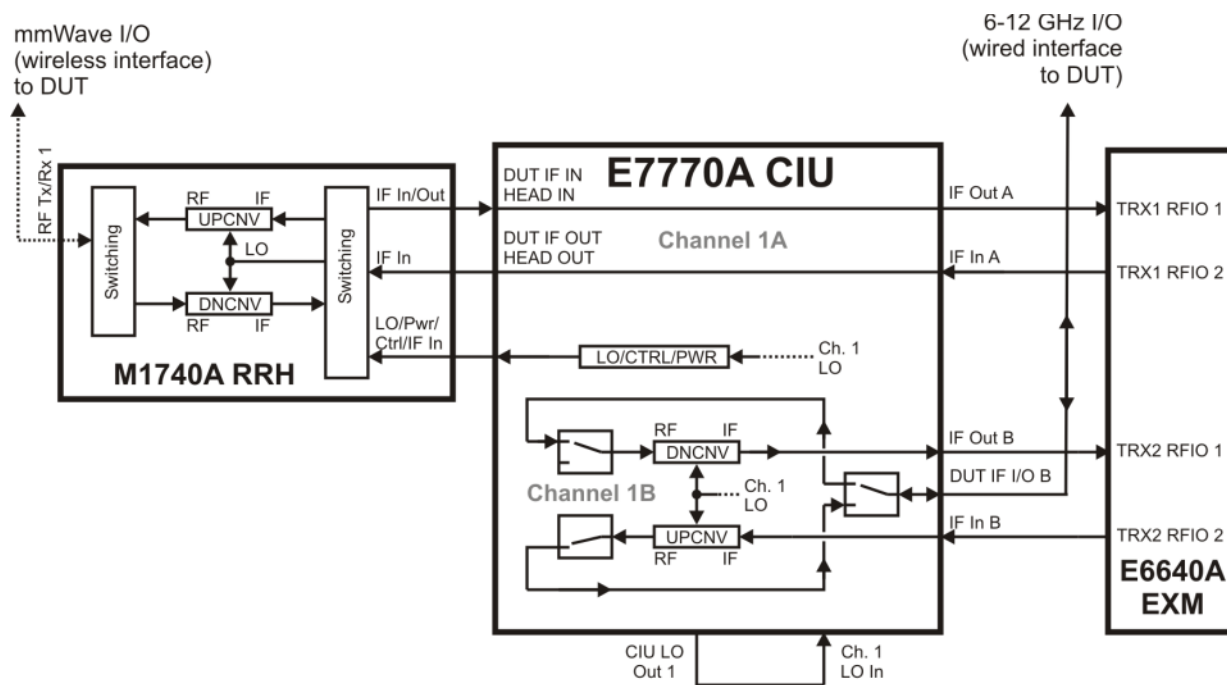 mmWave I/O
(wireless interface)
to DUT
6-12 GHz I/O
(wired interface
to DUT)
RF Tx/Rx 1
Switching
RF IF
UPCNV
LO
DNCNV
RF IF
Switching
M1740A RRH
IF In/Out
IF In
LO/Pwr/
Ctrl/IF In
E7770A CIU
DUT IF IN
HEAD IN
Channel 1A
DUT IF OUT
HEAD OUT
LO/CTRL/PWR
Ch. 1
LO
RF IF
DNCNV
Channel 1B
Ch. 1
LO
UPCNV
RF IF
IF Out A
IF In A
IF Out B
DUT IF I/O B
IF In B
TRX1 RFIO 1
TRX1 RFIO 2
TRX2 RFIO 1
TRX2 RFIO 2
E6640A
EXM
CIU LO
Out 1
Ch. 1
LO In